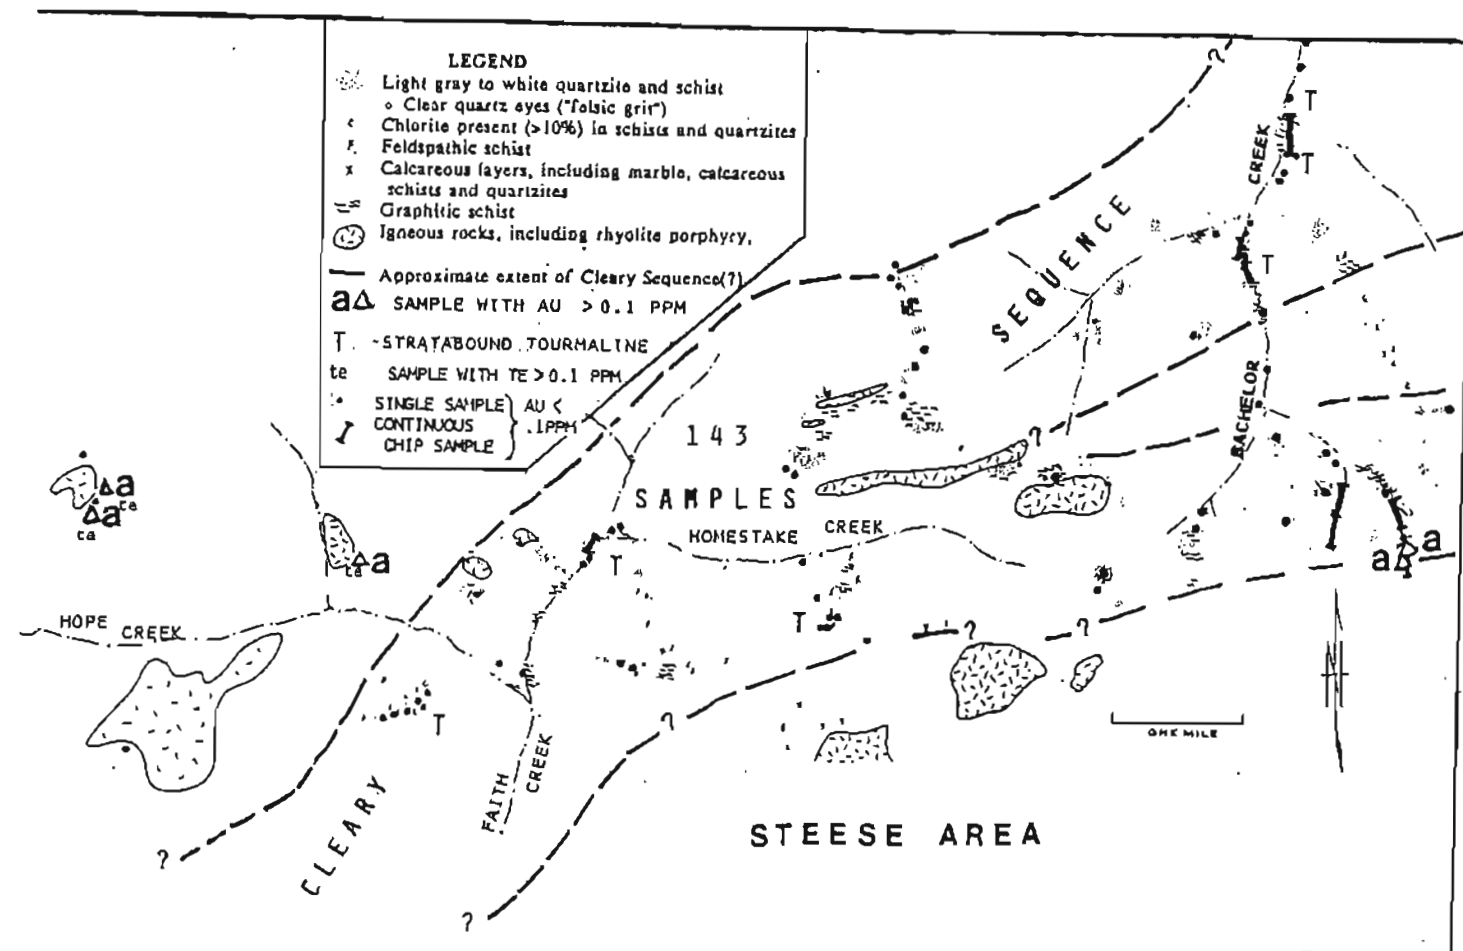 LEGEND
Light gray to white quartzite and schist
o Clear quartz eyes ("felsic grit")
c Chlorite present (>10%) in schists and quartzites
F. Feldspathic schist
x Calcareous layers, including marble, calcareous
schists and quartzites
Graphitic schist
Igneous rocks, including rhyolite porphyry,
Approximate extent of Cleary Sequence(?)
a SAMPLE WITH AU >0.1 PPM
T. -STRATABOUND TOURMALINE
te SAMPLE WITH TE>0.1 PPM
SINGLE SAMPLE AU <
CONTINUOUS .1PPM
CHIP SAMPLE
?
T
CREEK
T
SEQUENCE
T
143
SAMPLES
?
BACHELOR
a
a
te
HOMESTAKE CREEK
T
a
a
a
HOPE CREEK
T
?
?
T
?
ONE MILE
FAITH
CREEK
CLEARY
?
?
STEESE AREA